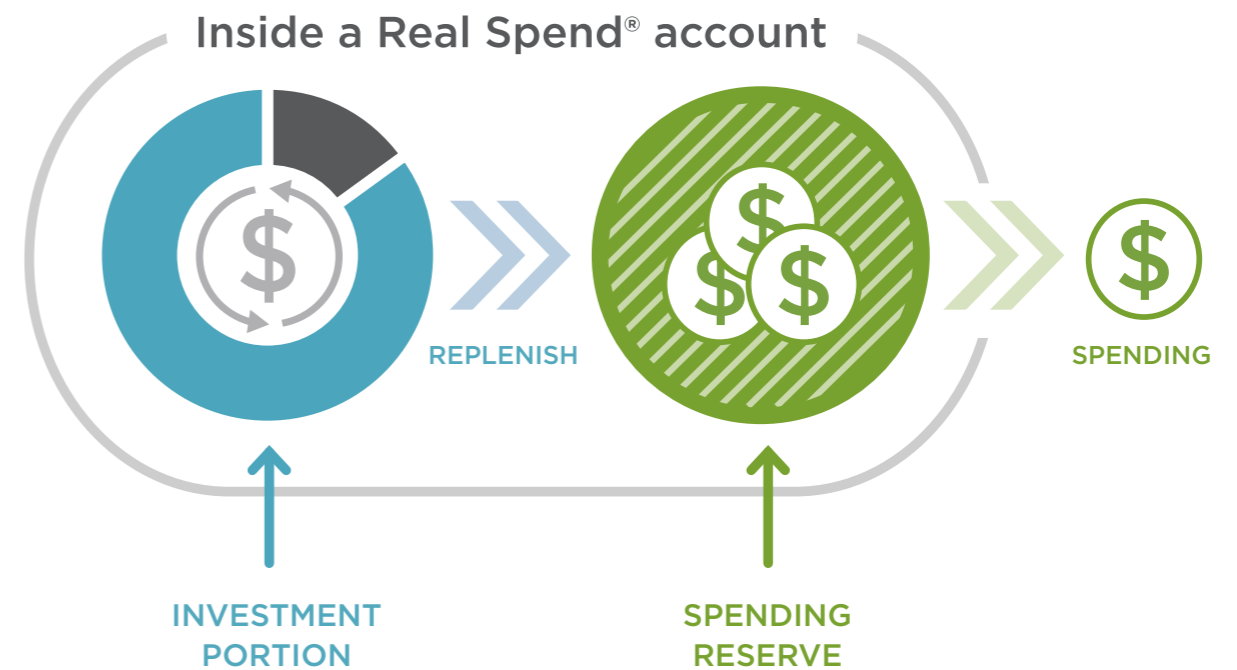 Inside a Real Spend® account
$
$
$
$
$
REPLENISH
SPENDING
INVESTMENT
PORTION
SPENDING
RESERVE